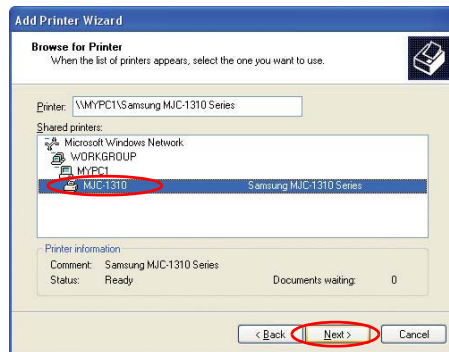 Add Printer Wizard
Browse for Printer
When the list of printers appears, select the one you want to use.
Printer: \\MYPC1\Samsung MJC-1310 Series
Shared printers:
Microsoft Windows Network
WORKGROUP
MYPC1
MJC-1310 Samsung MJC-1310 Series
Printer information
Comment: Samsung MJC-1310 Series
Status: Ready Documents waiting: 0
< Back Next > Cancel